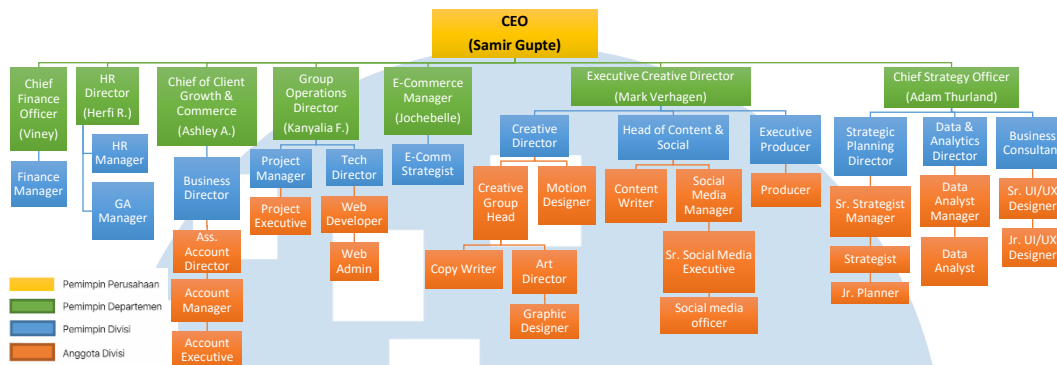 CEO
(Samir Gupte)
Chief
Finance
Officer
(Viney)
HR
Director
(Herfi R.)
Chief of Client
Growth &
Commerce
(Ashley A.)
Group
Operations
Director
(Kanyalia F.)
E-Commerce
Manager
(Jochebelle)
Executive Creative Director
(Mark Verhagen)
Chief Strategy Officer
(Adam Thurland)
Finance
Manager
HR
Manager
GA
Manager
Business
Director
Ass.
Account
Director
Account
Manager
Account
Executive
Project
Manager
Project
Executive
Tech
Director
Web
Developer
Web
Admin
E-Comm
Strategist
Creative
Director
Creative
Group
Head
Motion
Designer
Copy Writer
Art
Director
Graphic
Designer
Head of Content &
Social
Content
Writer
Social
Media
Manager
Sr. Social Media
Executive
Social media
officer
Executive
Producer
Producer
Strategic
Planning
Director
Sr. Strategist
Manager
Strategist
Jr. Planner
Data &
Analytics
Director
Data
Analyst
Manager
Data
Analyst
Business
Consultant
Sr. UI/UX
Designer
Jr. UI/UX
Designer
Pemimpin Perusahaan
Pemimpin Departemen
Pemimpin Divisi
Anggota Divisi